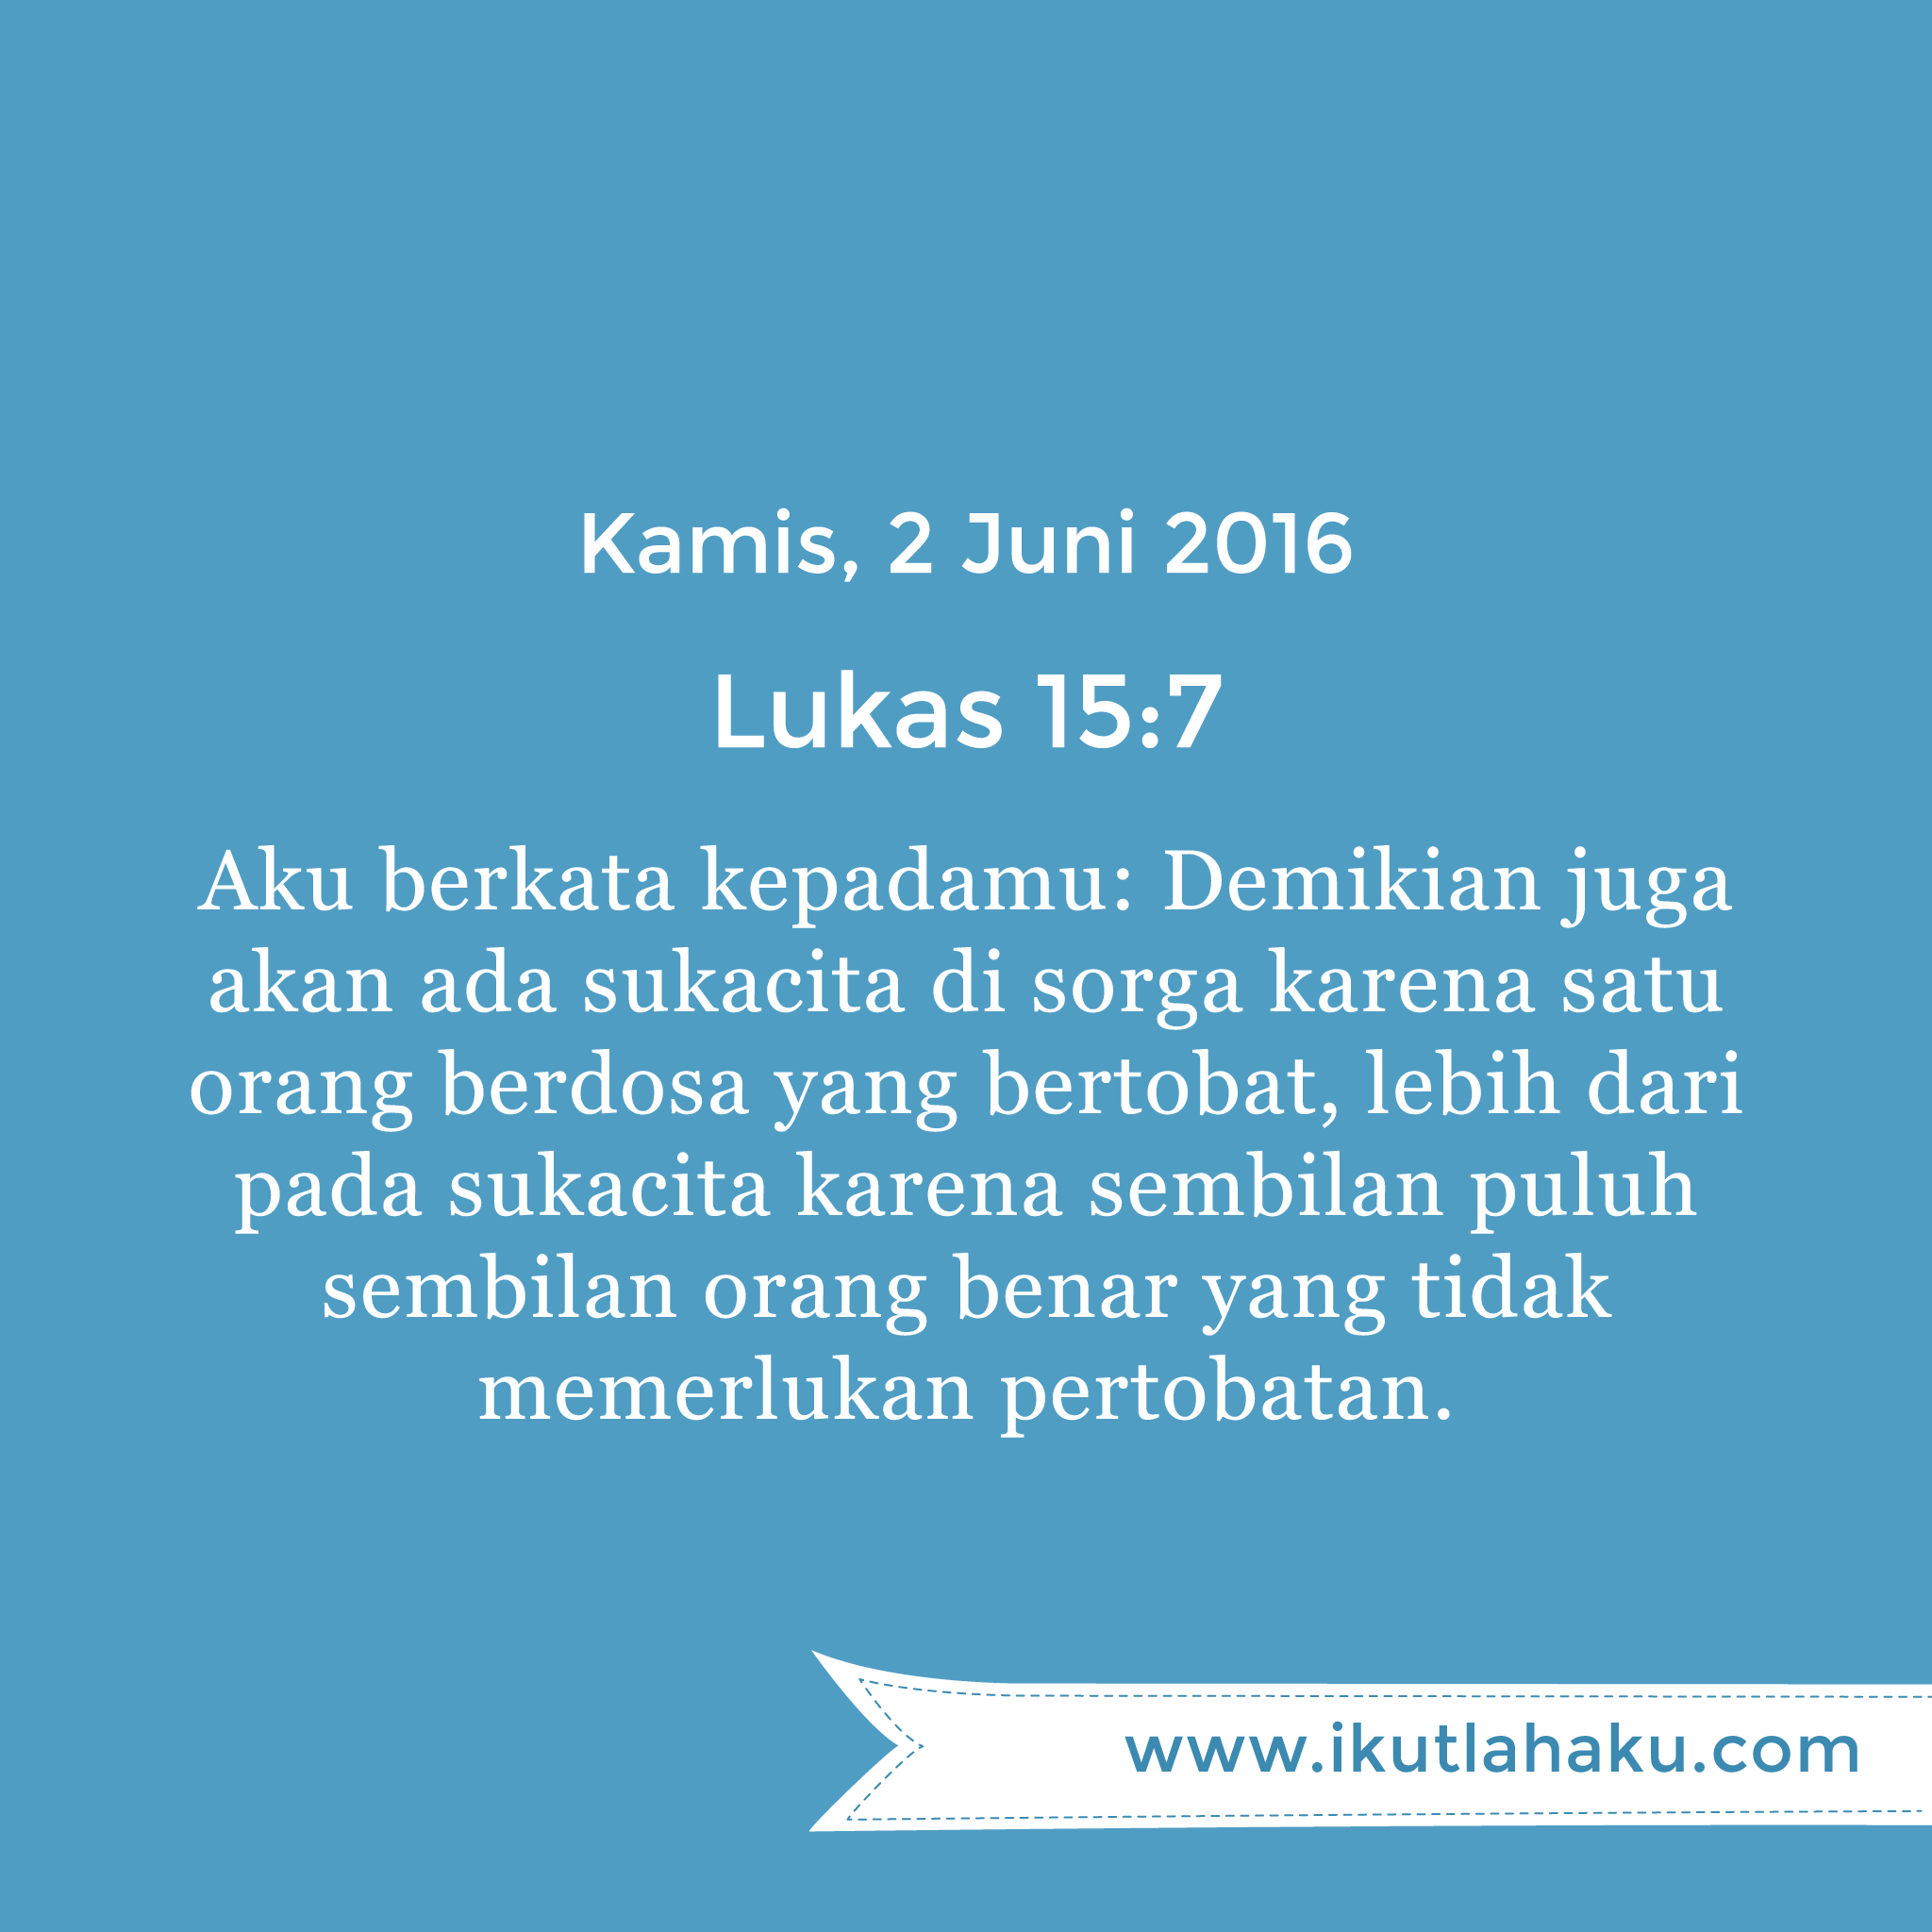 Kamis, 2 Juni 2016
Lukas 15:7
Aku berkata kepadamu: Demikian juga
akan ada sukacita di sorga karena satu
orang berdosa yang bertobat, lebih dari
pada sukacita karena sembilan puluh
sembilan orang benar yang tidak
memerlukan pertobatan.
www.ikutlahaku.com